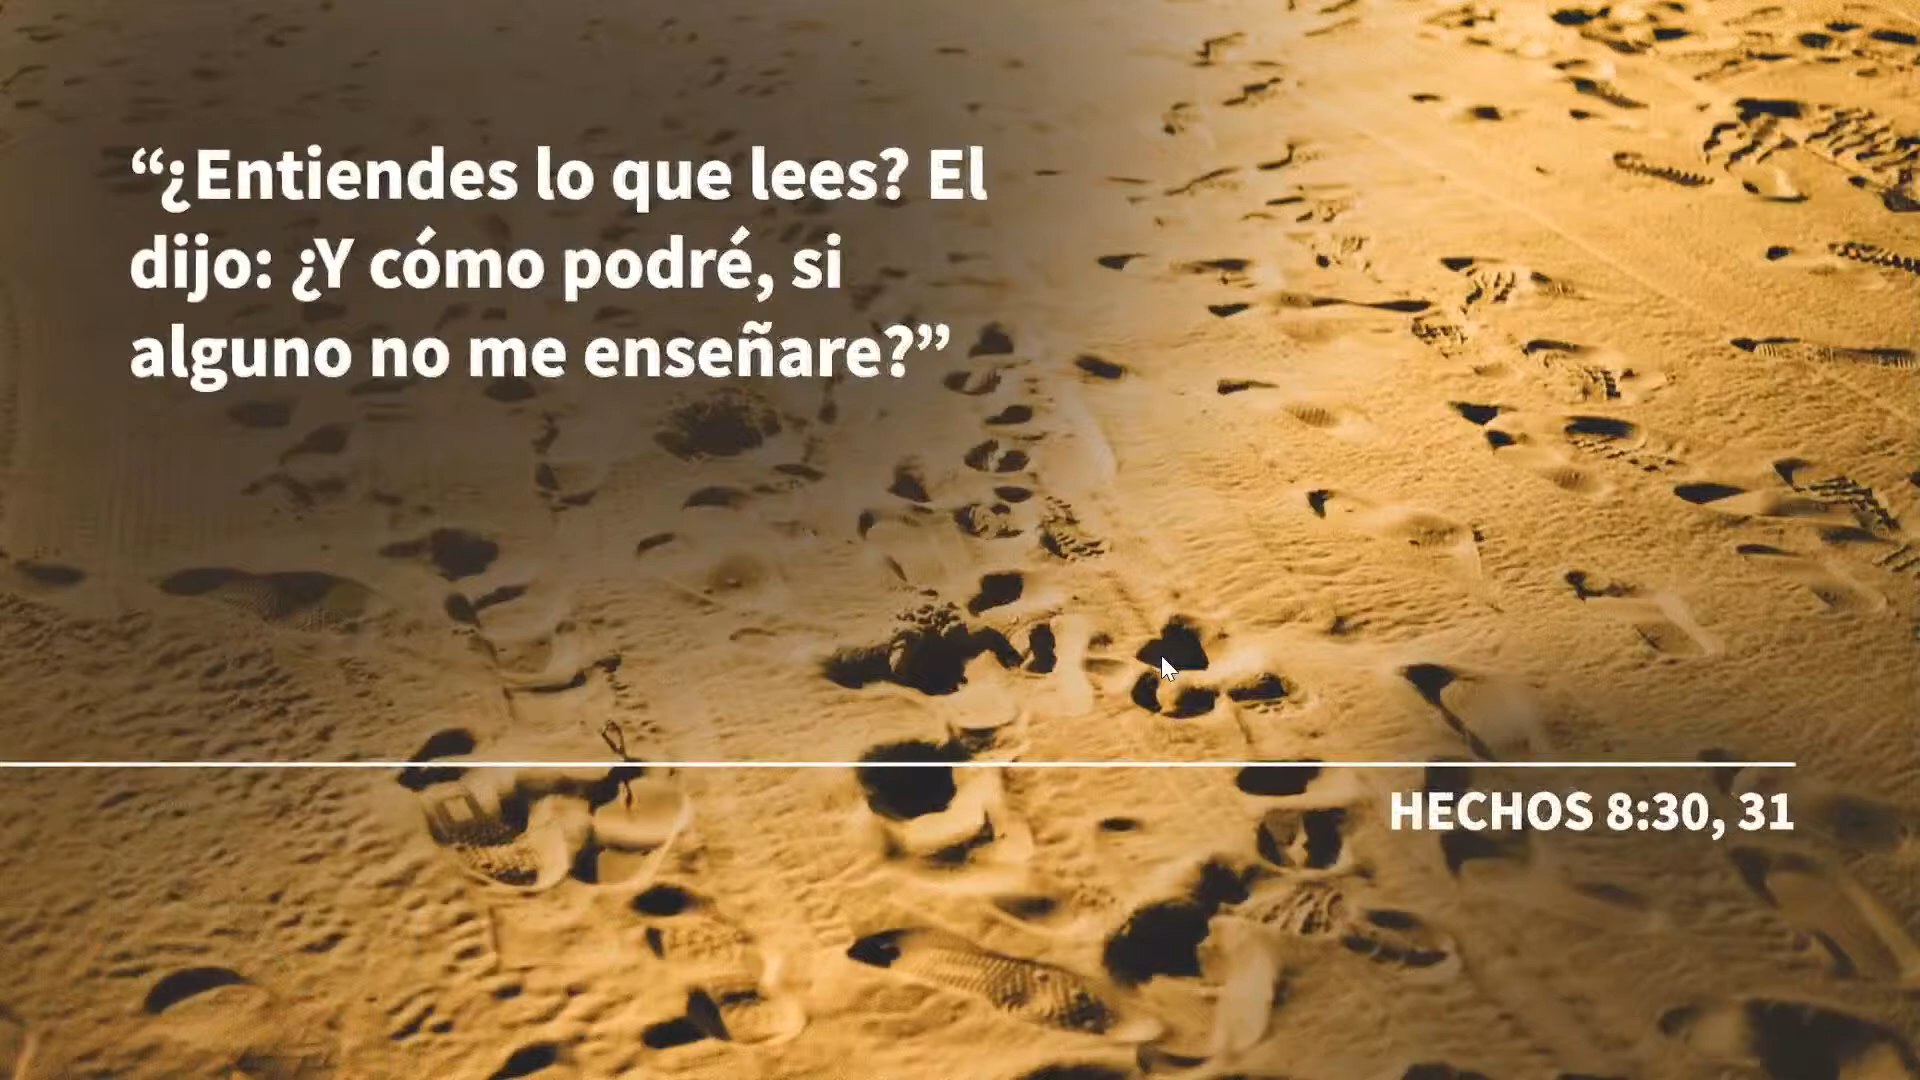 “¿Entiendes lo que lees? El
dijo: ¿Y cómo podré, si
alguno no me enseñare?”
HECHOS 8:30, 31